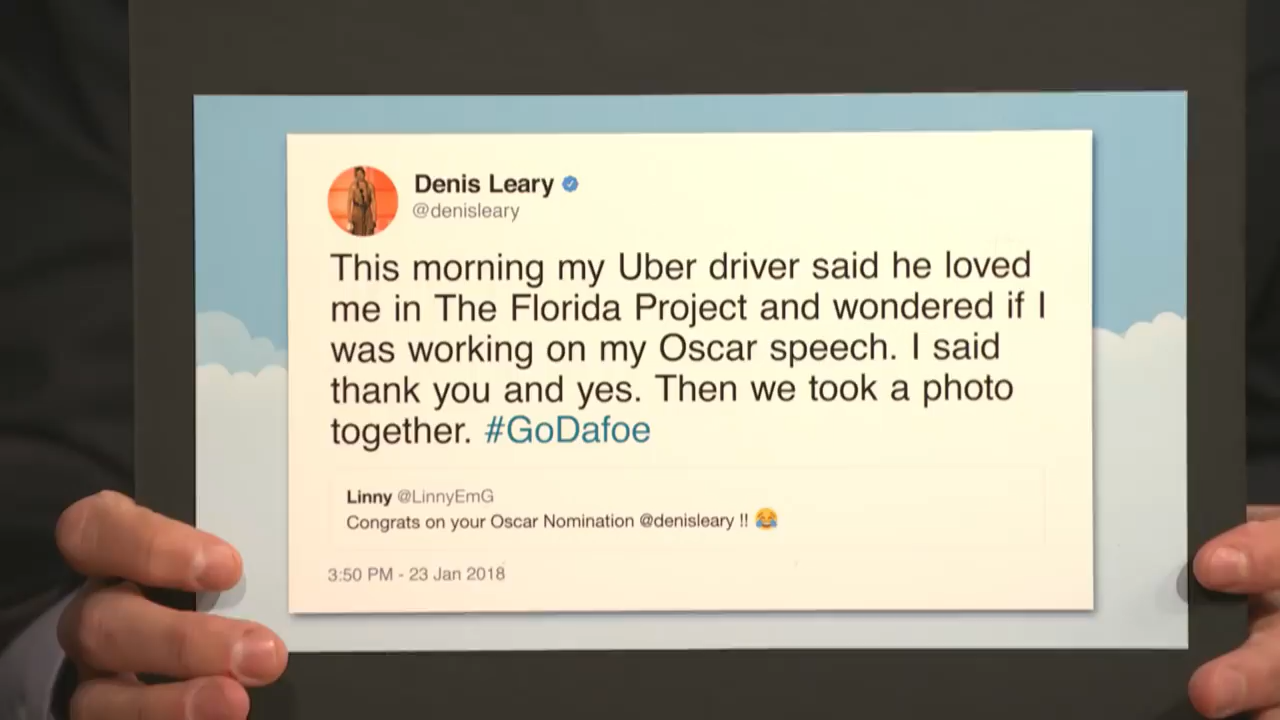 Denis Leary
@denisleary
This morning my Uber driver said he loved
me in The Florida Project and wondered if I
was working on my Oscar speech. I said
thank you and yes. Then we took a photo
together. #GoDafoe
Linny @LinnyEmG
Congrats on your Oscar Nomination @denisleary !! 😂
3:50 PM - 23 Jan 2018